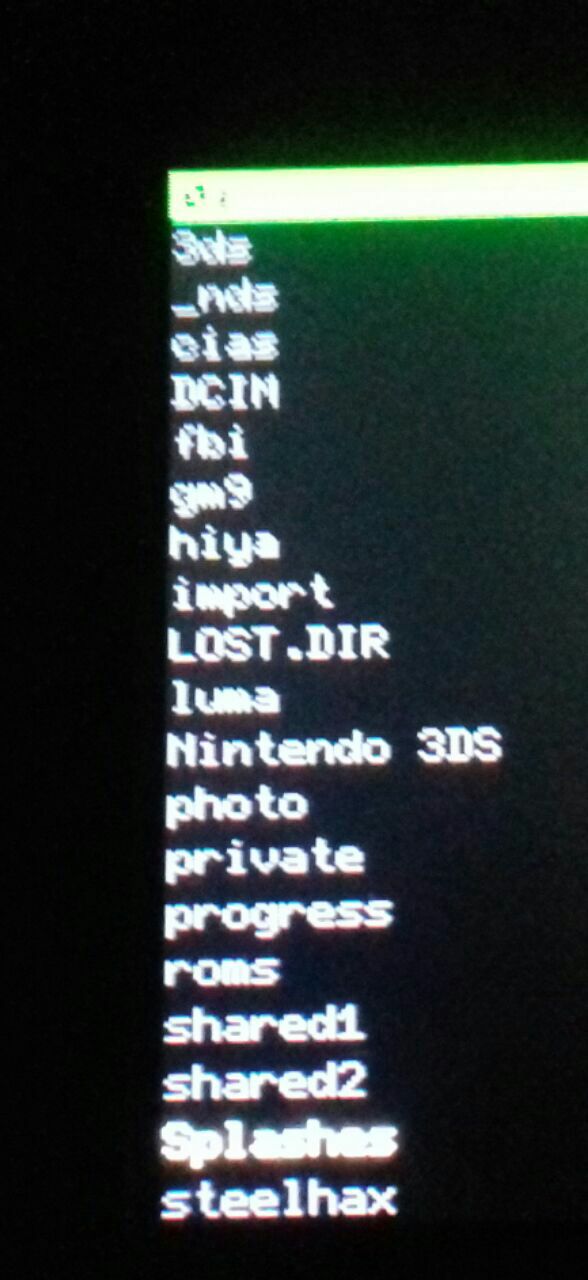 3ds
_nds
cias
DCIM
fbi
gm9
hiya
import
LOST.DIR
luma
Nintendo 3DS
photo
private
progress
roms
shared1
shared2
Splashes
steelhax